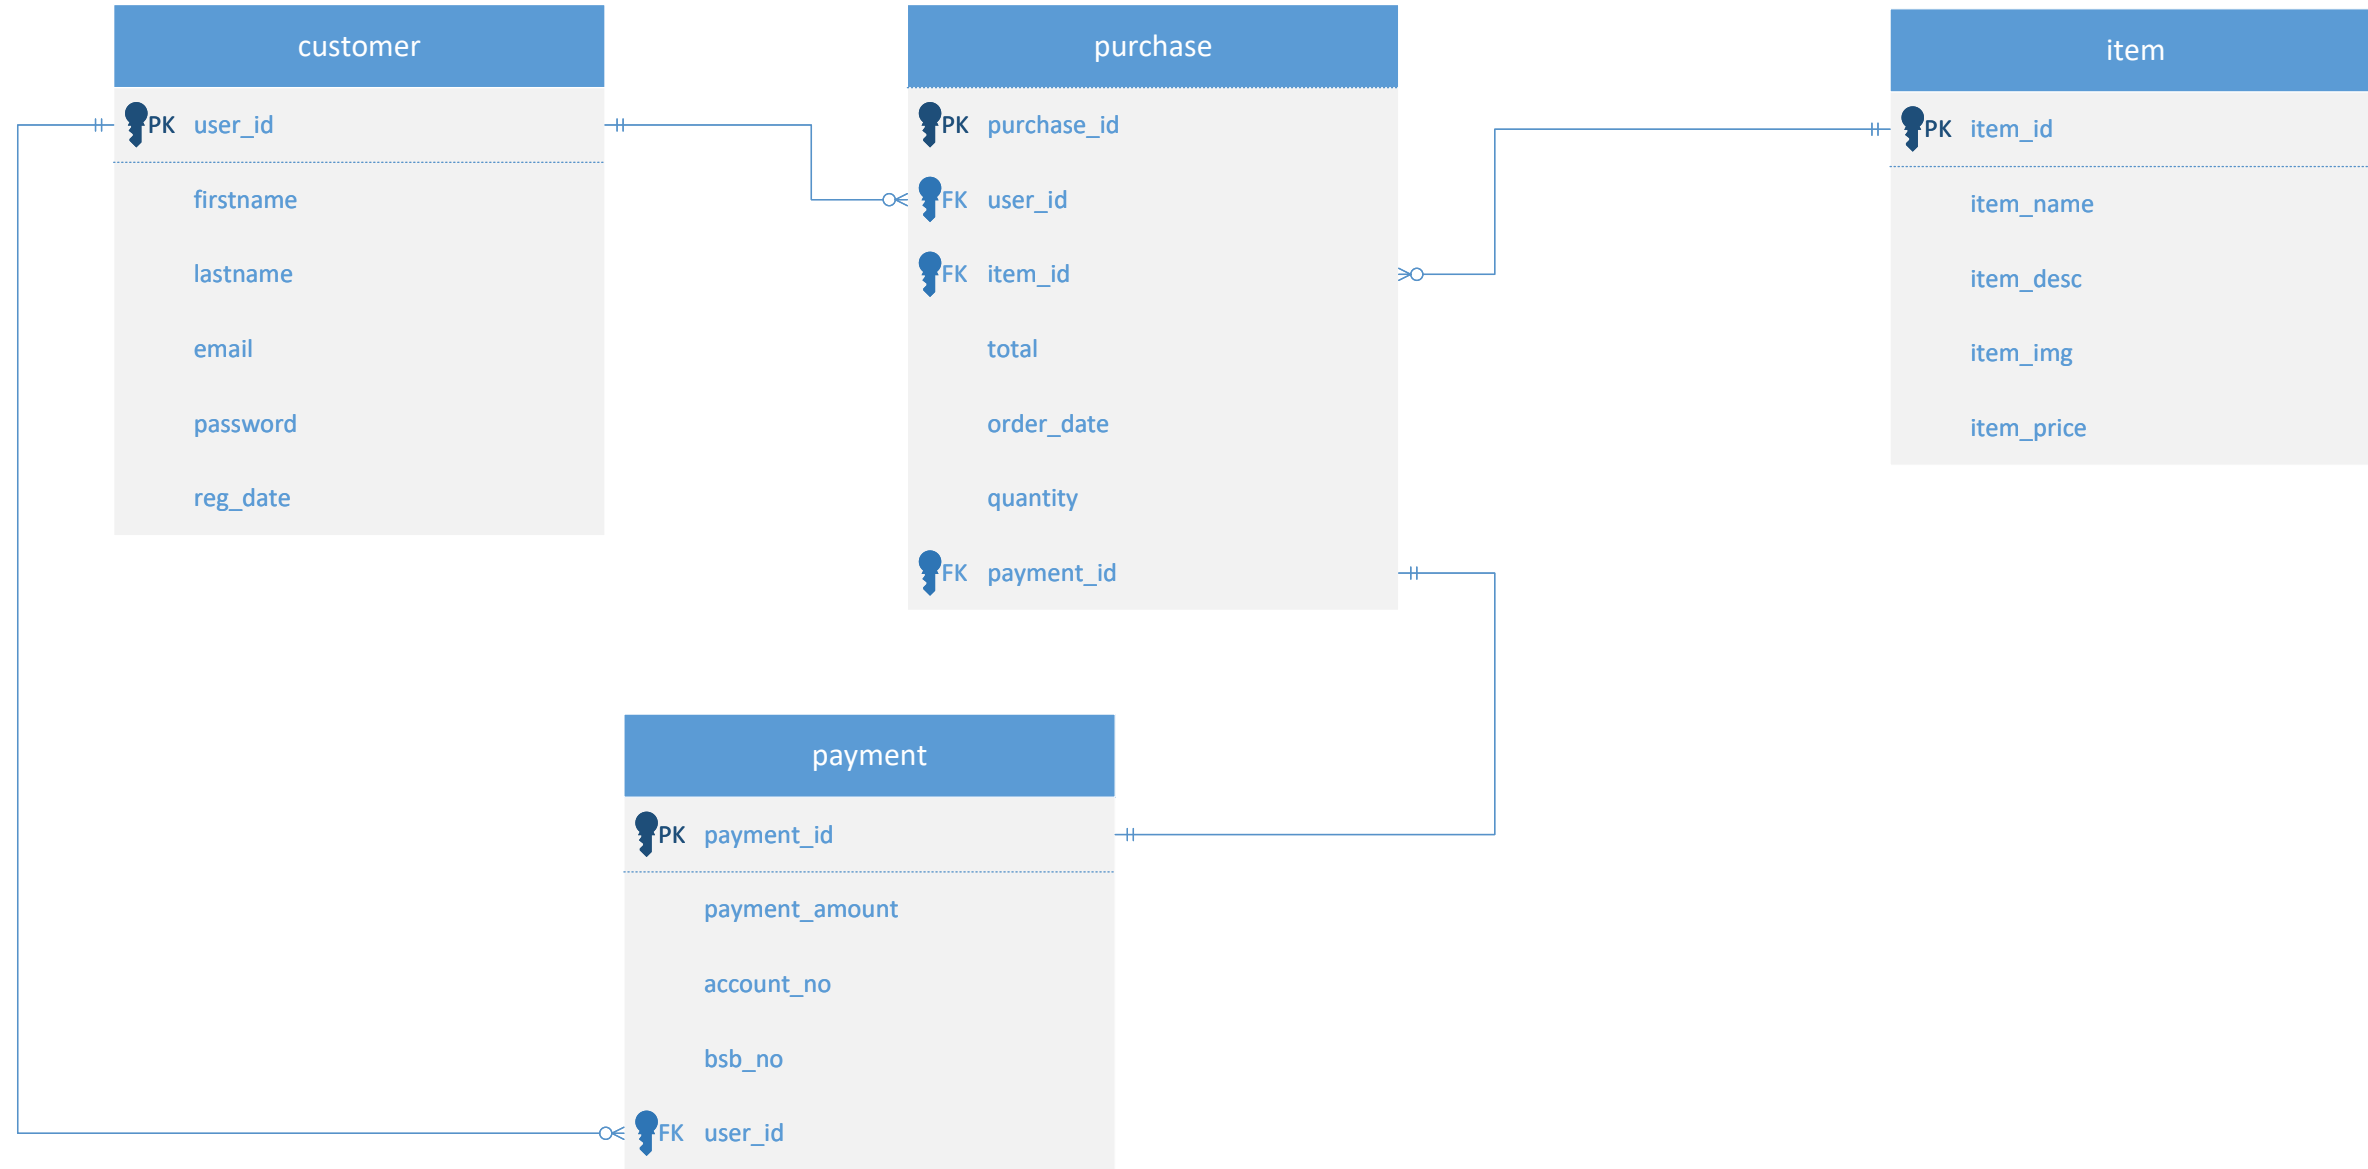 customer
PK user_id
firstname
lastname
email
password
reg_date
purchase
PK purchase_id
FK user_id
FK item_id
total
order_date
quantity
FK payment_id
item
PK item_id
item_name
item_desc
item_img
item_price
payment
PK payment_id
payment_amount
account_no
bsb_no
FK user_id